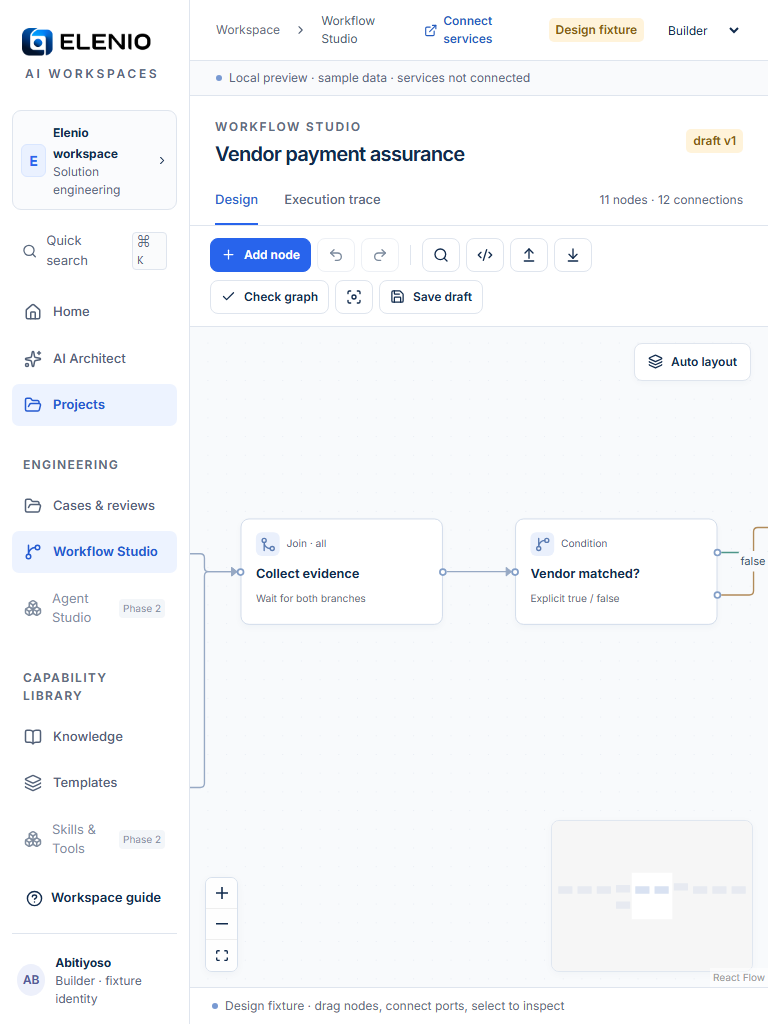 ELENIO
AI WORKSPACES
E
Elenio
workspace
Solution
engineering
Quick
search
⌘
K
Home
AI Architect
Projects
ENGINEERING
Cases & reviews
Workflow Studio
Agent
Studio
Phase 2
CAPABILITY
LIBRARY
Knowledge
Templates
Skills &
Tools
Phase 2
Workspace guide
AB
Abitiyoso
Builder · fixture
identity
Workspace
Workflow
Studio
Connect
services
Design fixture
Builder
Local preview · sample data · services not connected
WORKFLOW STUDIO
Vendor payment assurance
draft v1
Design
Execution trace
11 nodes · 12 connections
Add node
Check graph
Save draft
Auto layout
Join · all
Collect evidence
Wait for both branches
Condition
Vendor matched?
Explicit true / false
false
React Flow
Design fixture · drag nodes, connect ports, select to inspect